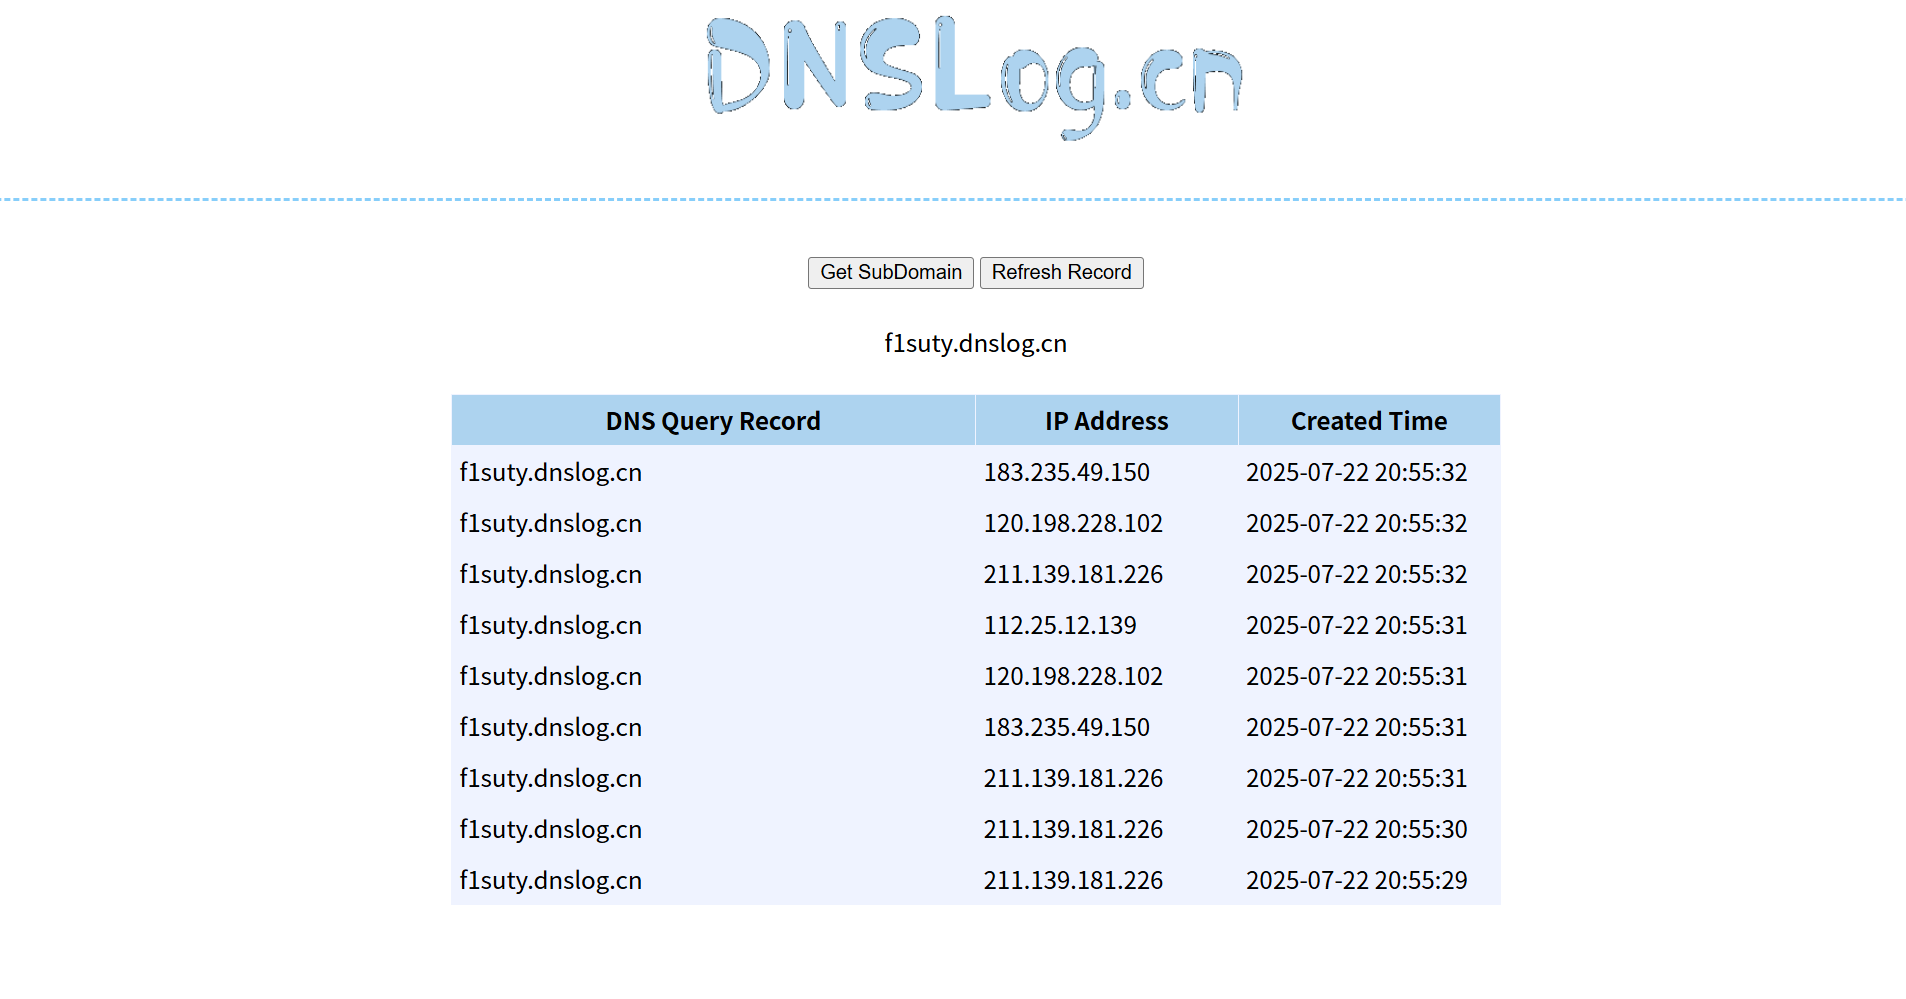 DNSLog.cn
Get SubDomain Refresh Record
f1suty.dnslog.cn
DNS Query Record IP Address Created Time
f1suty.dnslog.cn 183.235.49.150 2025-07-22 20:55:32
f1suty.dnslog.cn 120.198.228.102 2025-07-22 20:55:32
f1suty.dnslog.cn 211.139.181.226 2025-07-22 20:55:32
f1suty.dnslog.cn 112.25.12.139 2025-07-22 20:55:31
f1suty.dnslog.cn 120.198.228.102 2025-07-22 20:55:31
f1suty.dnslog.cn 183.235.49.150 2025-07-22 20:55:31
f1suty.dnslog.cn 211.139.181.226 2025-07-22 20:55:31
f1suty.dnslog.cn 211.139.181.226 2025-07-22 20:55:30
f1suty.dnslog.cn 211.139.181.226 2025-07-22 20:55:29